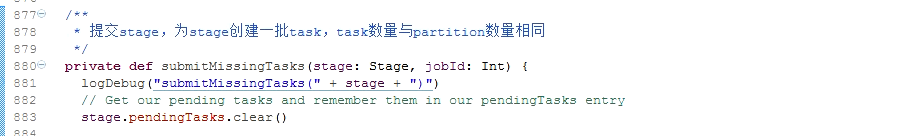 877 /**
878 * 提交stage，为stage创建一批task，task数量与partition数量相同
879 */
880 private def submitMissingTasks(stage: Stage, jobId: Int) {
881 logDebug("submitMissingTasks(" + stage + ")")
882 // Get our pending tasks and remember them in our pendingTasks entry
883 stage.pendingTasks.clear()